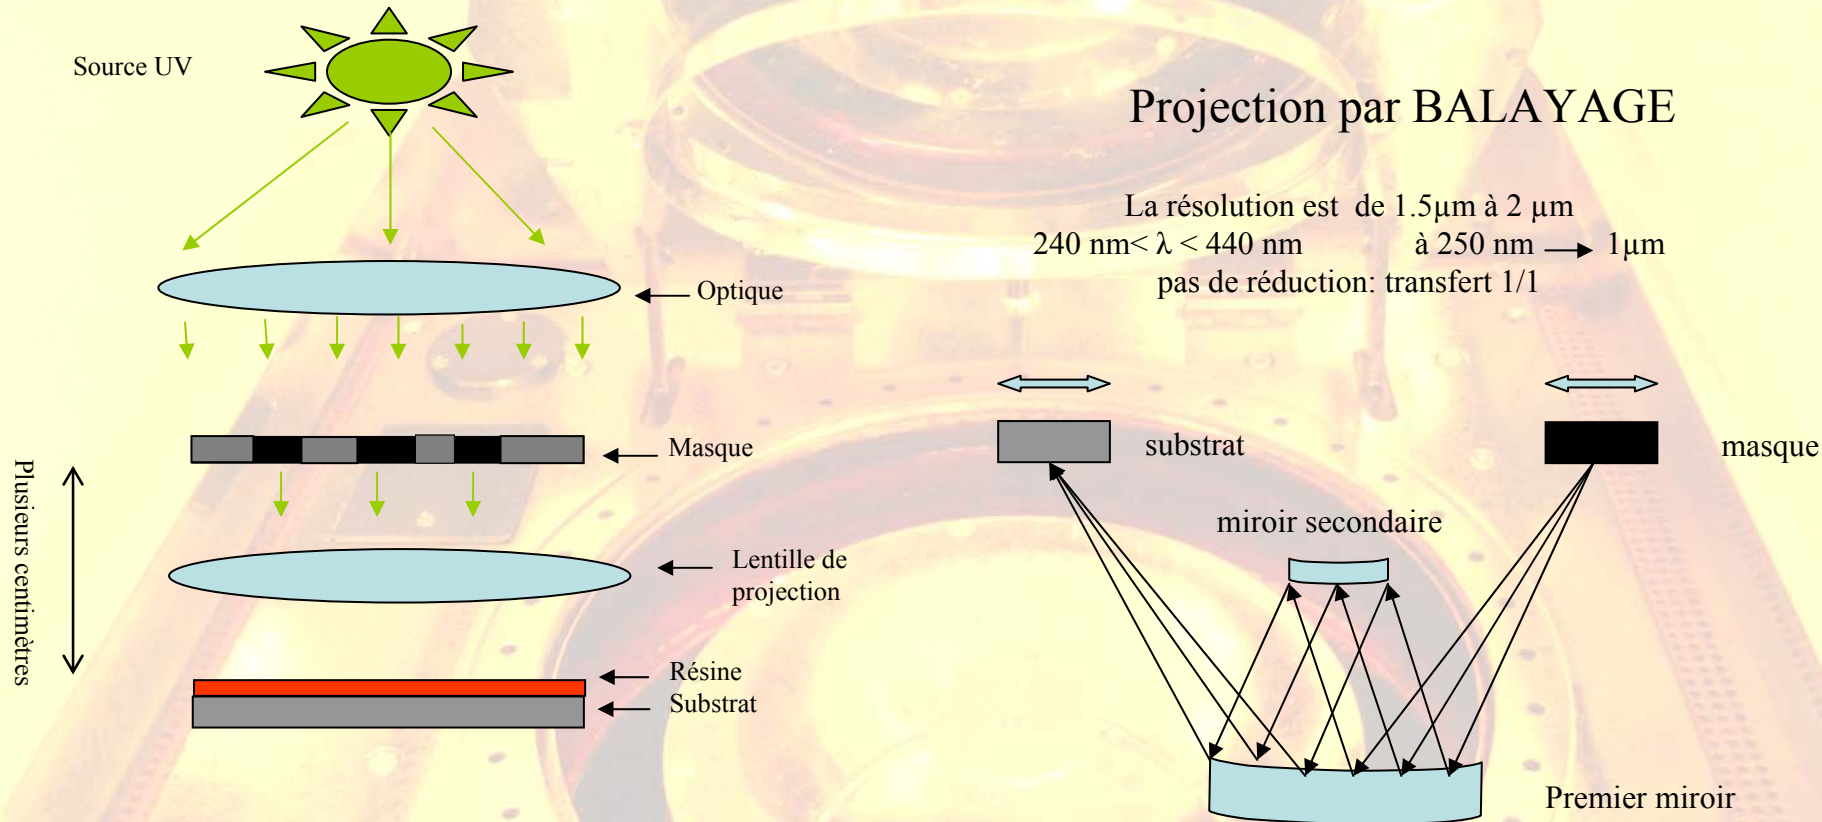 Source UV
Optique
Masque
Plusieurs centimètres
Lentille de
projection
Résine
Substrat
Projection par BALAYAGE
La résolution est de 1.5µm à 2 µm
240 nm< λ < 440 nm à 250 nm → 1µm
pas de réduction: transfert 1/1
substrat
masque
miroir secondaire
Premier miroir